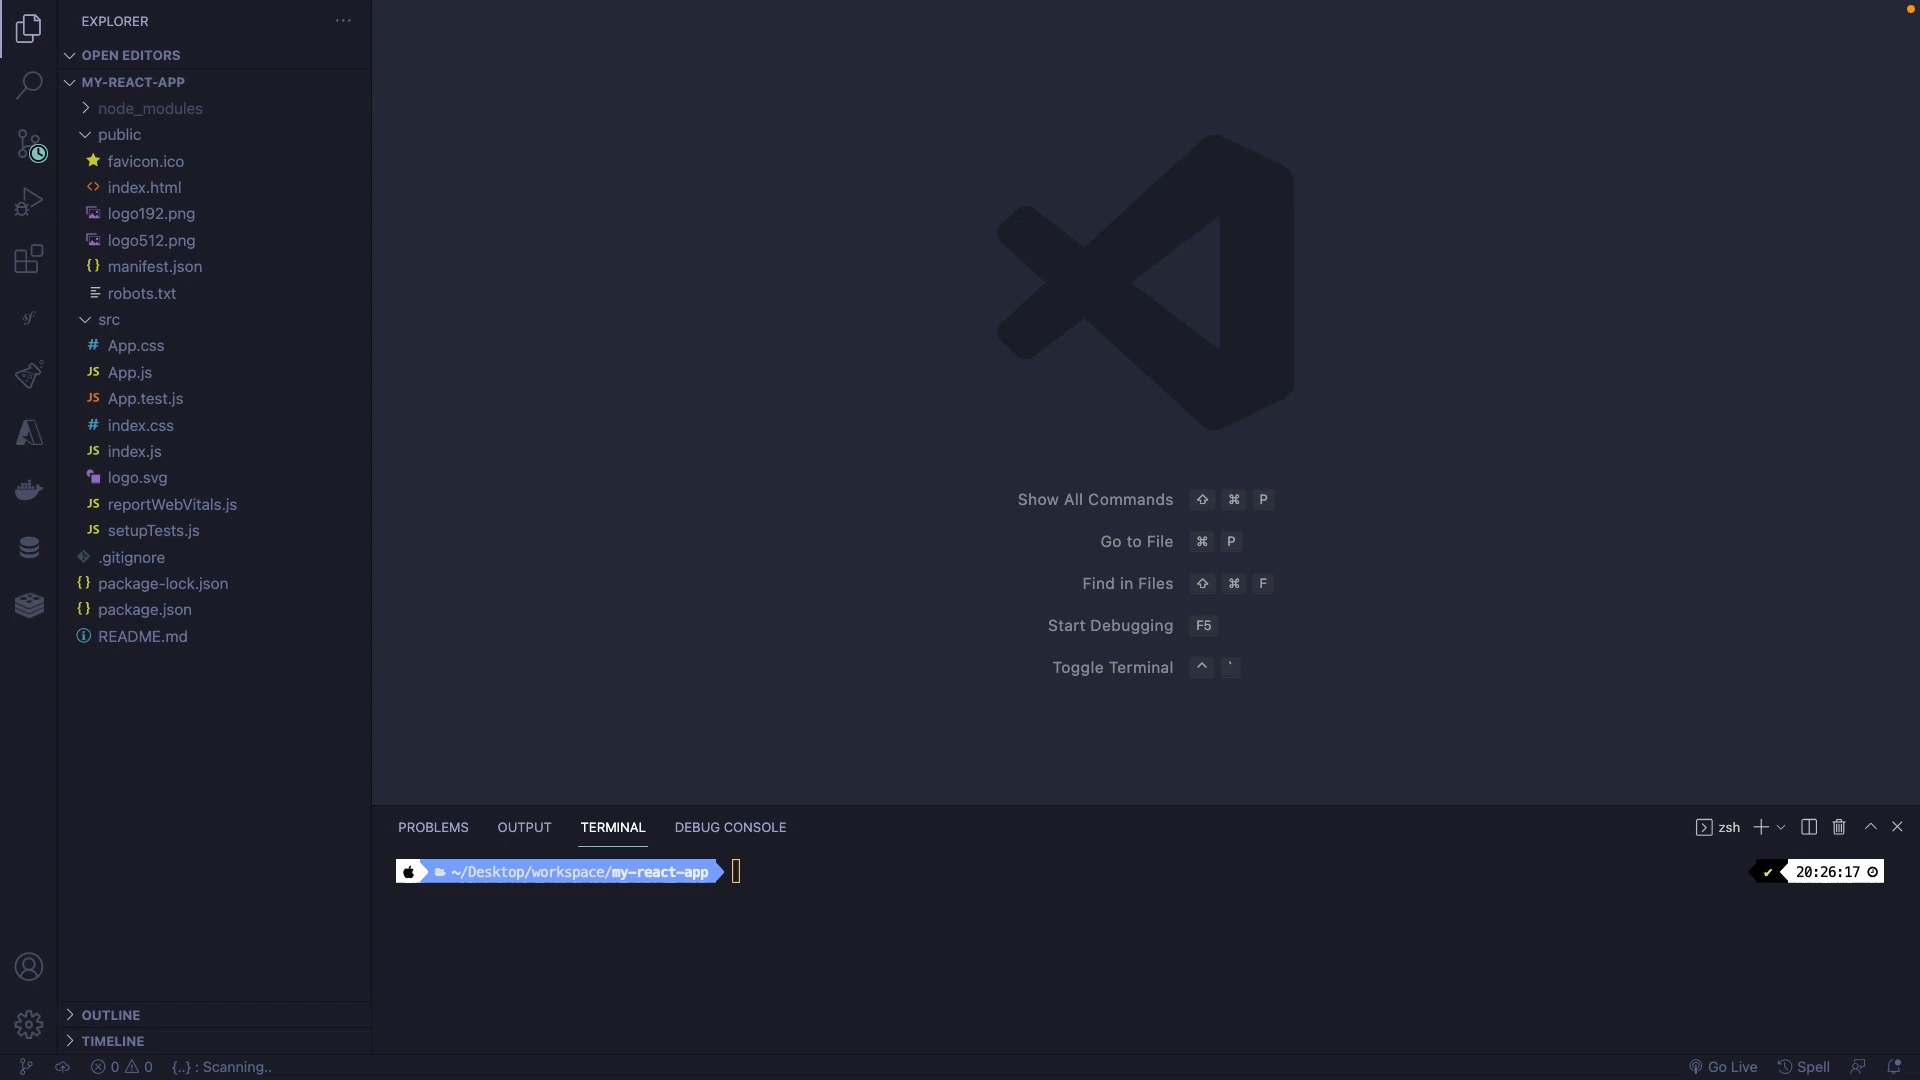 EXPLORER
OPEN EDITORS
MY-REACT-APP
node_modules
public
favicon.ico
index.html
logo192.png
logo512.png
manifest.json
robots.txt
src
App.css
App.js
App.test.js
index.css
index.js
logo.svg
reportWebVitals.js
setupTests.js
.gitignore
package-lock.json
package.json
README.md
OUTLINE
TIMELINE
Show All Commands ⇧ ⌘ P
Go to File ⌘ P
Find in Files ⇧ ⌘ F
Start Debugging F5
Toggle Terminal ^ `
PROBLEMS OUTPUT TERMINAL DEBUG CONSOLE zsh
~/Desktop/workspace/my-react-app 20:26:17
0 0 {..} : Scanning.. Go Live Spell